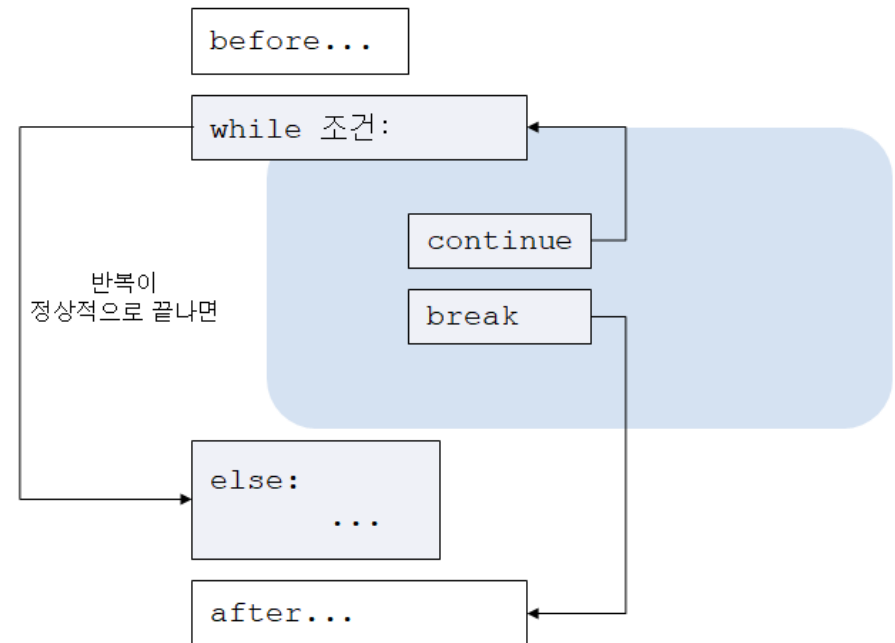 before...
while 조건:
continue
반복이
정상적으로 끝나면
break
else:
...
after...